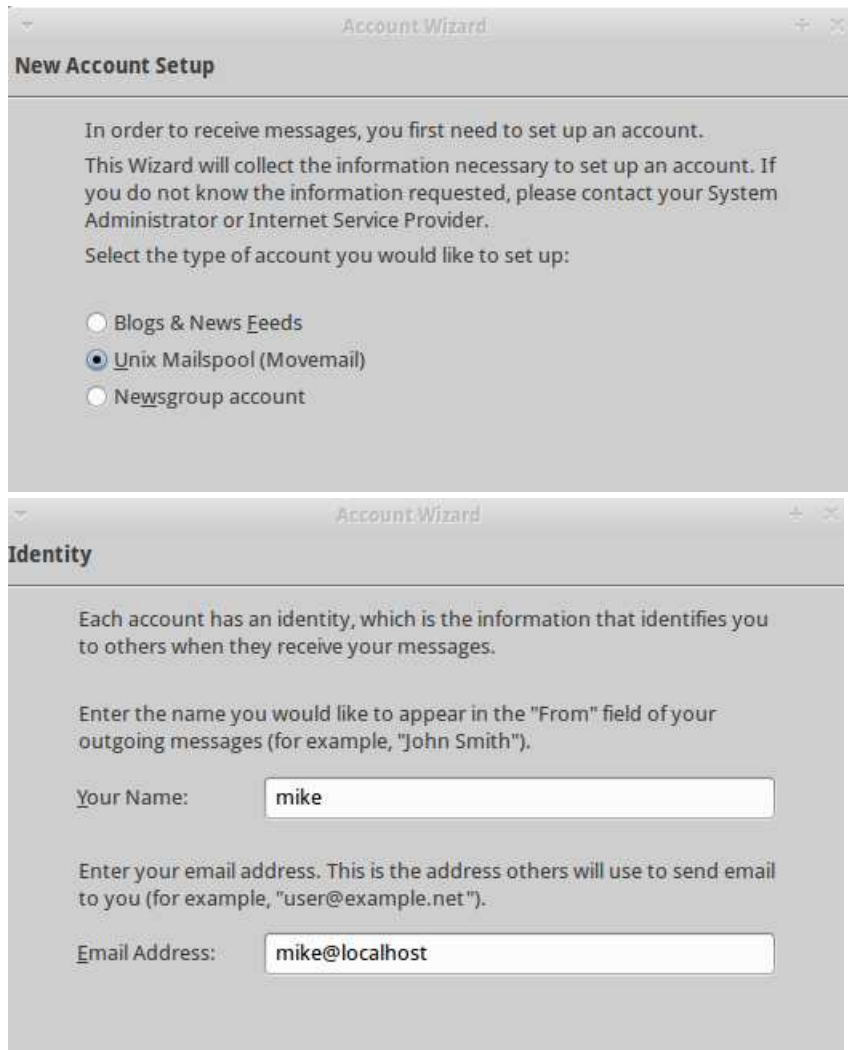 Account Wizard
New Account Setup
In order to receive messages, you first need to set up an account.
This Wizard will collect the information necessary to set up an account. If
you do not know the information requested, please contact your System
Administrator or Internet Service Provider.
Select the type of account you would like to set up:
Blogs & News Feeds
Unix Mailspool (Movemail)
Newsgroup account
Account Wizard
Identity
Each account has an identity, which is the information that identifies you
to others when they receive your messages.
Enter the name you would like to appear in the "From" field of your
outgoing messages (for example, "John Smith").
Your Name: mike
Enter your email address. This is the address others will use to send email
to you (for example, "user@example.net").
Email Address: mike@localhost